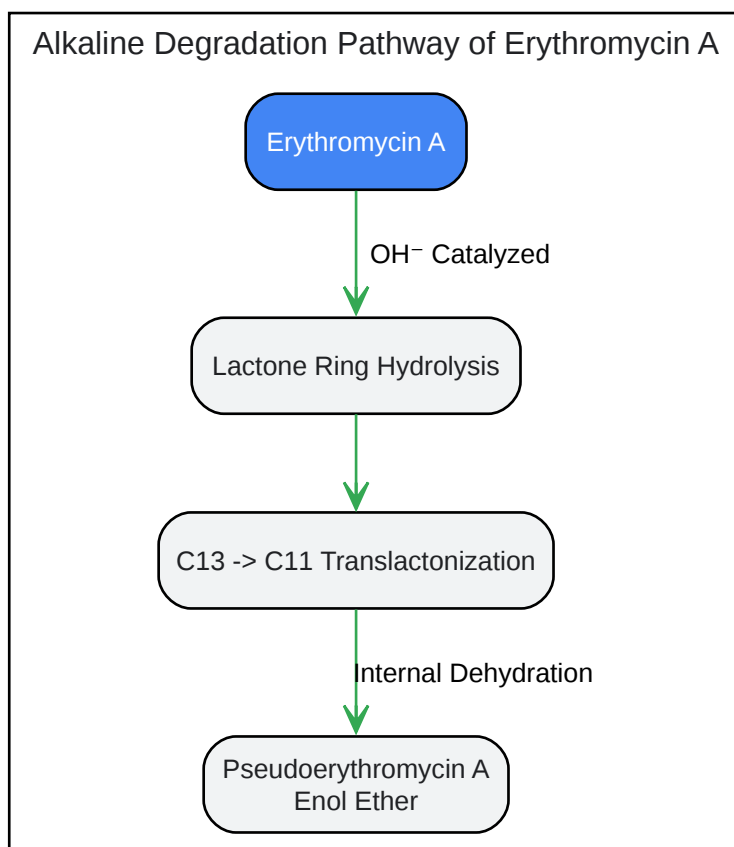 Alkaline Degradation Pathway of Erythromycin A
Erythromycin A
OH⁻ Catalyzed
Lactone Ring Hydrolysis
C13 -> C11 Translactonization
Internal Dehydration
Pseudoerythromycin A
Enol Ether